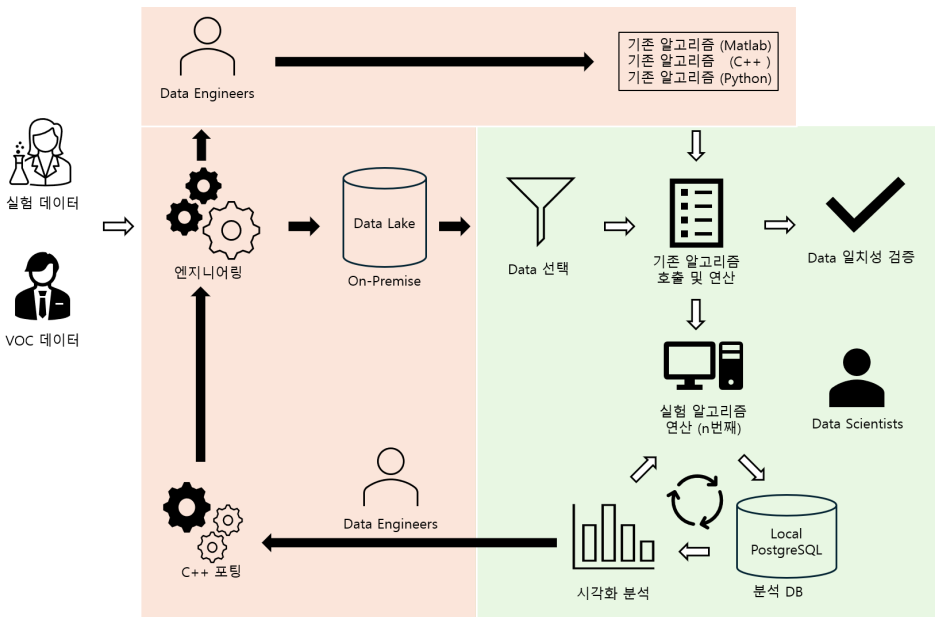 Data Engineers
기존 알고리즘 (Matlab)
기존 알고리즘 (C++ )
기존 알고리즘 (Python)
실험 데이터
VOC 데이터
엔지니어링
Data Lake
On-Premise
Data 선택
기존 알고리즘
호출 및 연산
Data 일치성 검증
실험 알고리즘
연산 (n번째)
Data Scientists
Data Engineers
C++ 포팅
시각화 분석
Local
PostgreSQL
분석 DB